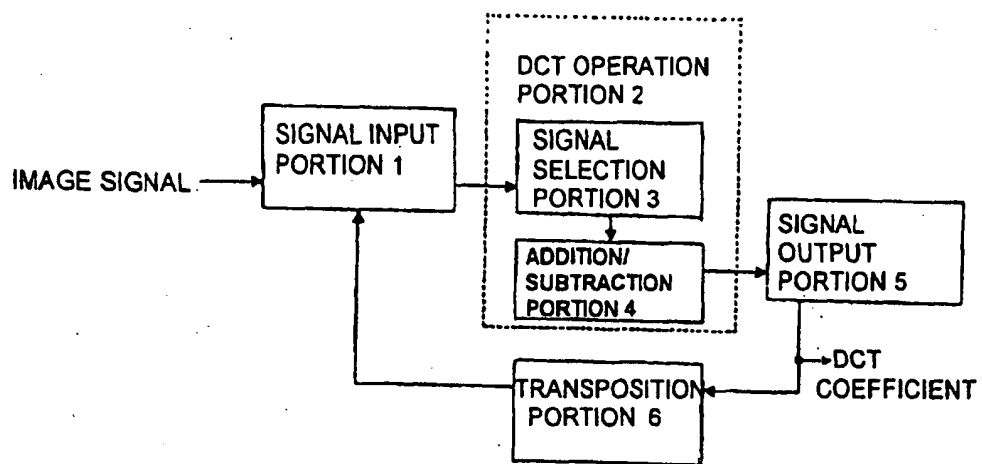 IMAGE SIGNAL
SIGNAL INPUT
PORTION 1
DCT OPERATION
PORTION 2
SIGNAL
SELECTION
PORTION 3
ADDITION/
SUBTRACTION
PORTION 4
SIGNAL
OUTPUT
PORTION 5
DCT
COEFFICIENT
TRANSPOSITION
PORTION 6